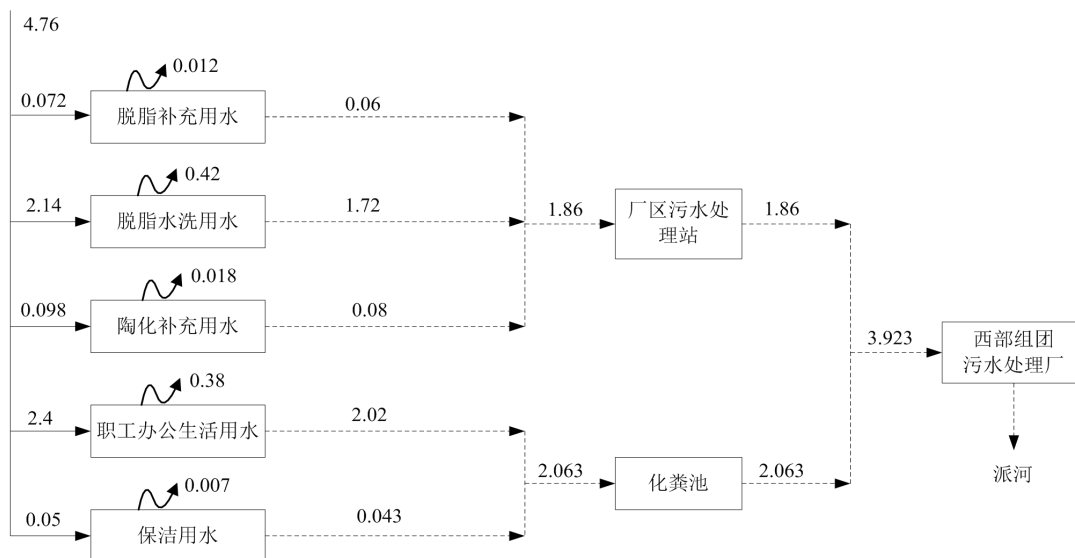 4.76
0.012
0.072
脱脂补充用水
0.06
0.42
2.14
脱脂水洗用水
1.72
1.86
厂区污水处
理站
1.86
0.018
0.098
陶化补充用水
0.08
3.923
西部组团
污水处理厂
0.38
2.4
职工办公生活用水
2.02
2.063
化粪池
2.063
派河
0.007
0.05
保洁用水
0.043